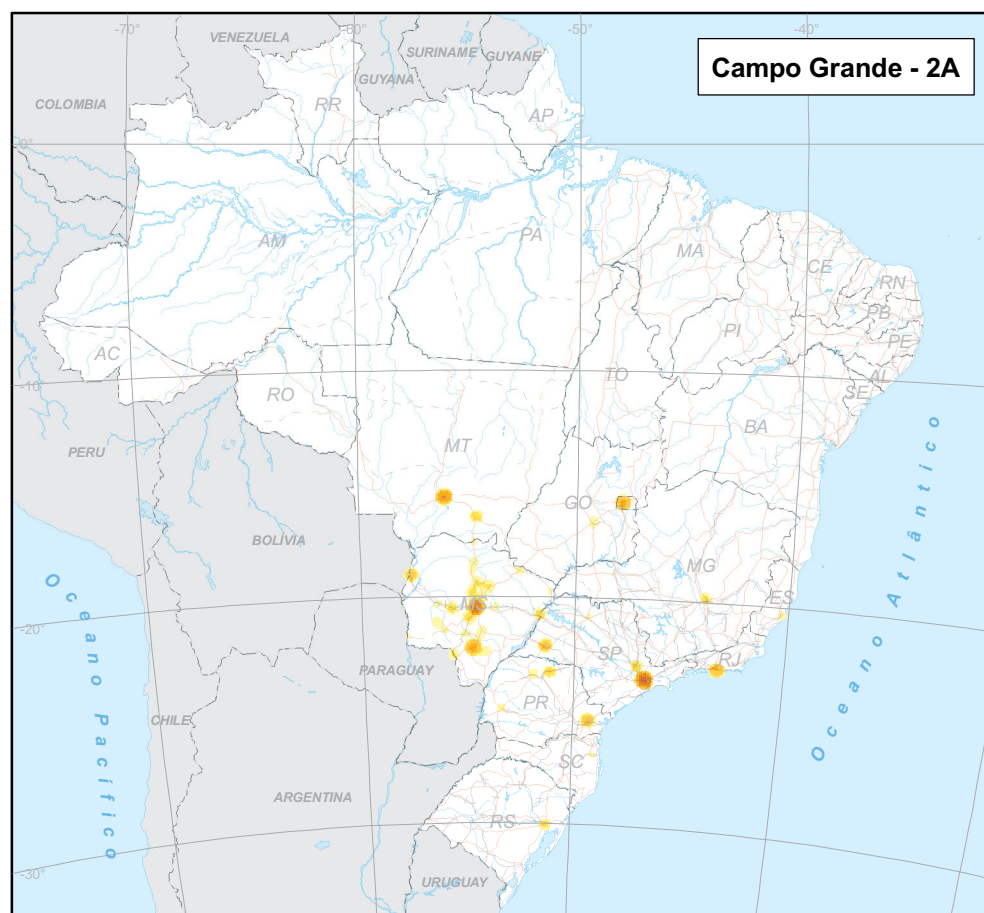 -70°
-60°
-50°
-40°
Campo Grande - 2A
VENEZUELA
SURINAME
GUYANE
GUYANA
COLOMBIA
RR
AP
0°
AM
PA
MA
CE
RN
PB
PE
PI
AC
-10°
TO
AL
SE
RO
BA
PERU
MT
GO
BOLÍVIA
MG
ES
MS
-20°
SP
RJ
PARAGUAY
PR
CHILE
SC
ARGENTINA
RS
-30°
URUGUAY
Oceano Pacífico
Oceano Atlântico